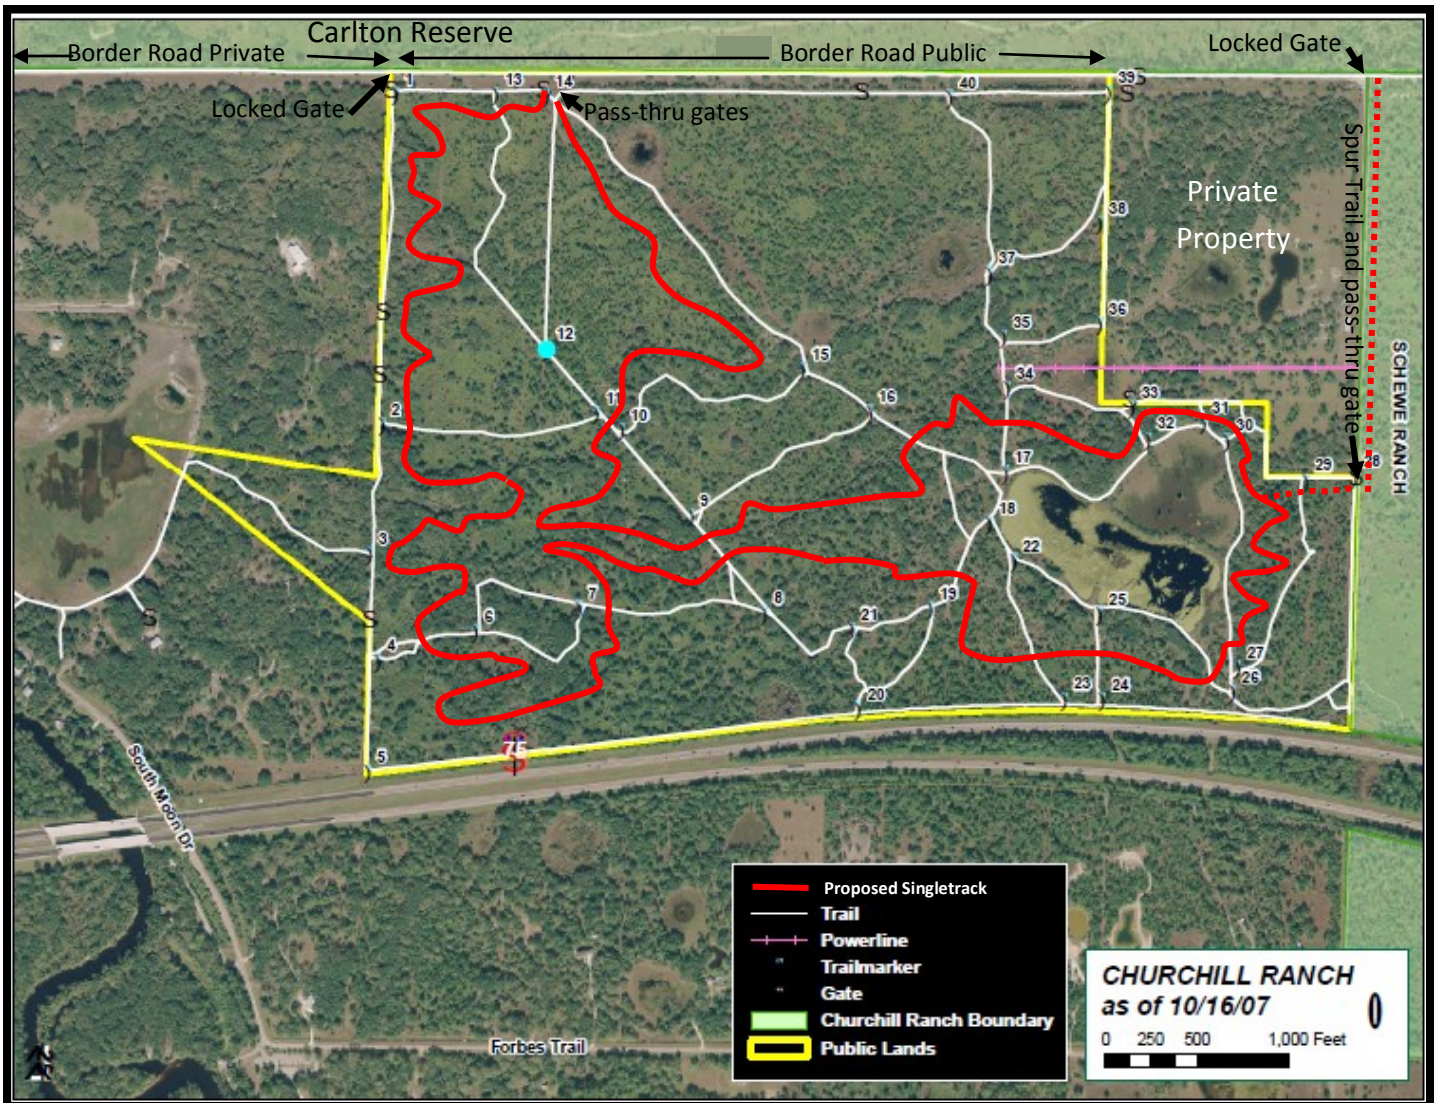 Carlton Reserve
Border Road Private
Border Road Public
Locked Gate
1
13
14
40
39
Locked Gate
Pass-thru gates
Spur Trail and pass-thru gate
Private
Property
38
37
36
35
34
12
15
33
31
32
30
2
11
10
16
SCHEWE RANCH
17
29
28
9
18
3
22
7
8
19
25
6
21
4
27
26
20
23
24
5
75
South Moon Dr
Proposed Singletrack
Trail
Powerline
Trailmarker
Gate
Churchill Ranch Boundary
Public Lands
CHURCHILL RANCH
as of 10/16/07
0 250 500 1,000 Feet
Forbes Trail